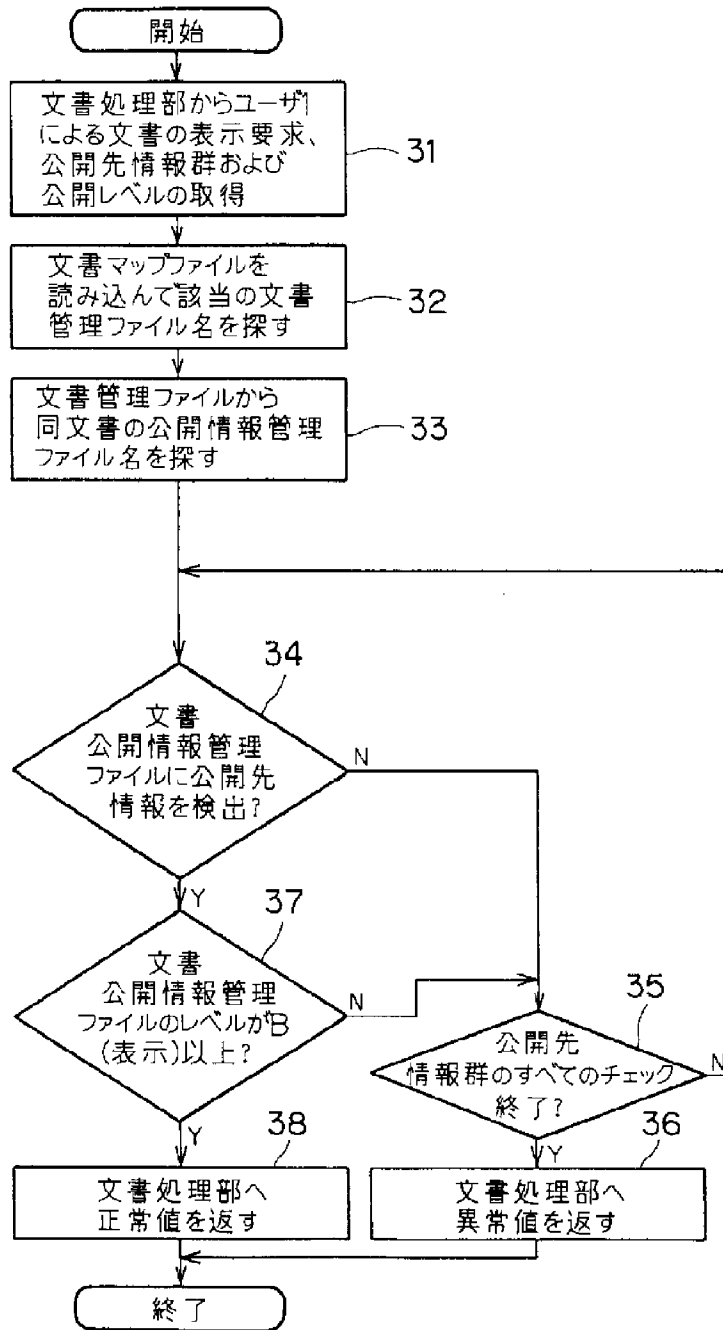 開始
文書処理部からユーザ1
による文書の表示要求、
公開先情報群および
公開レベルの取得
31
文書マップファイルを
読み込んで該当の文書
管理ファイル名を探す
32
文書管理ファイルから
同文書の公開情報管理
ファイル名を探す
33
34
文書
公開情報管理
ファイルに公開先
情報を検出?
N
Y
37
文書
公開情報管理
ファイルのレベルがB
(表示)以上?
N
Y
35
公開先
情報群のすべてのチェック
終了?
N
Y
38
文書処理部へ
正常値を返す
36
文書処理部へ
異常値を返す
終了